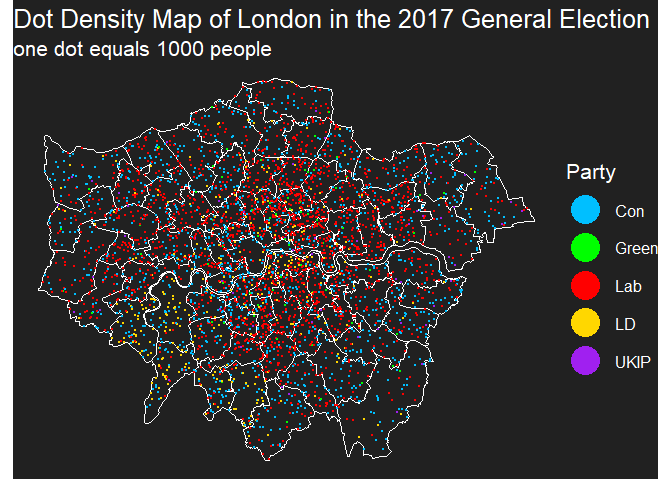 Dot Density Map of London in the 2017 General Election
one dot equals 1000 people
Party
Con
Green
Lab
LD
UKIP